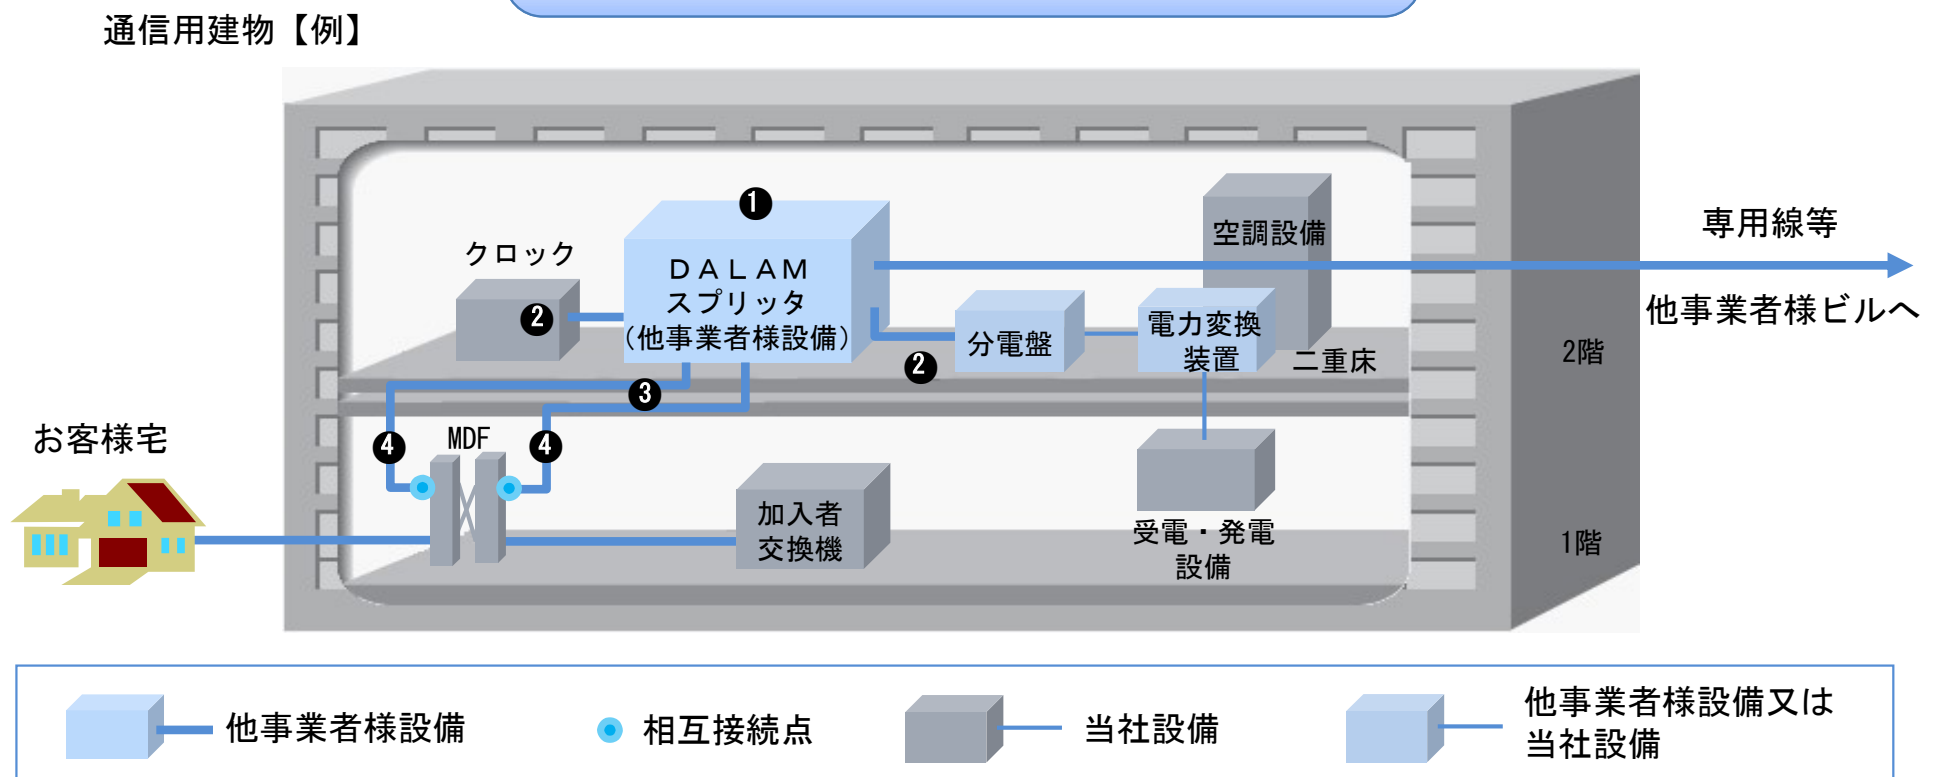 通信用建物【例】
❶
クロック
❷
ＤＡＬＡＭ
スプリッタ
（他事業者様設備）
空調設備
専用線等
他事業者様ビルへ
分電盤
電力変換
装置
❷
二重床
2階
❸
お客様宅
❹
MDF
❹
加入者
交換機
受電・発電
設備
1階
他事業者様設備
相互接続点
当社設備
他事業者様設備又は
当社設備